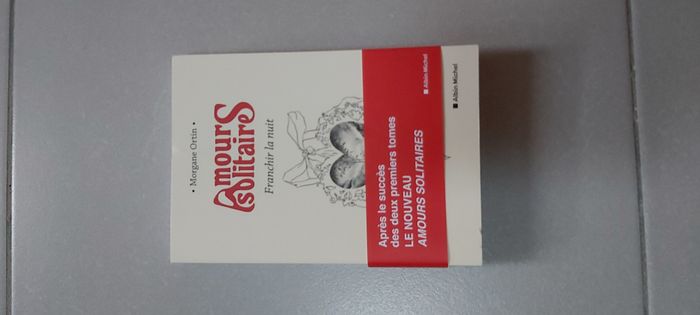 • Morgane Ortin •
Amours
solitaires
Franchir la nuit
Après le succès
des deux premiers tomes
LE NOUVEAU
AMOURS SOLITAIRES
Albin Michel
Albin Michel